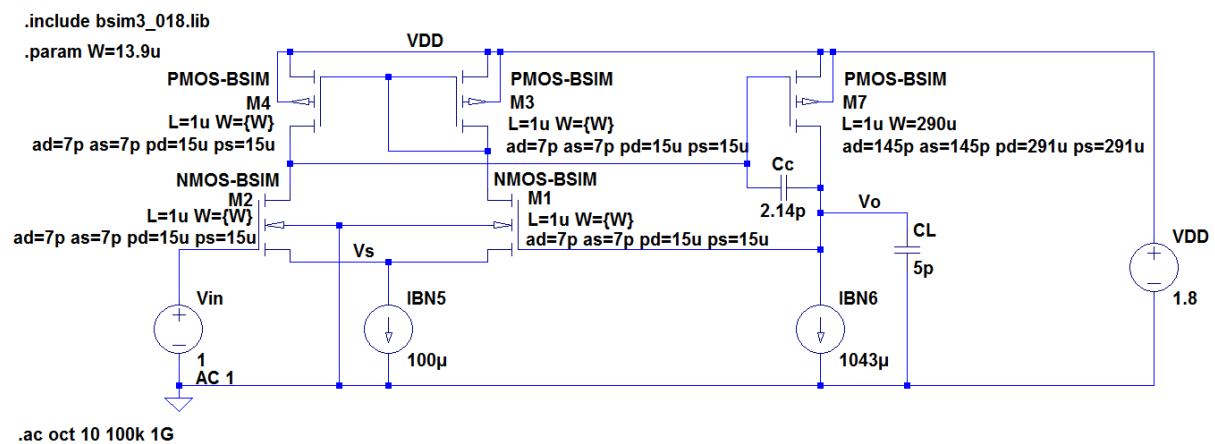 .include bsim3_018.lib
.param W=13.9u
VDD
PMOS-BSIM
M4
L=1u W={W}
ad=7p as=7p pd=15u ps=15u
PMOS-BSIM
M3
L=1u W={W}
ad=7p as=7p pd=15u ps=15u
PMOS-BSIM
M7
L=1u W=290u
ad=145p as=145p pd=291u ps=291u
Cc
2.14p
NMOS-BSIM
M2
L=1u W={W}
ad=7p as=7p pd=15u ps=15u
NMOS-BSIM
M1
L=1u W={W}
ad=7p as=7p pd=15u ps=15u
Vo
CL
5p
VDD
1.8
Vs
Vin
1
AC 1
IBN5
100µ
IBN6
1043µ
.ac oct 10 100k 1G